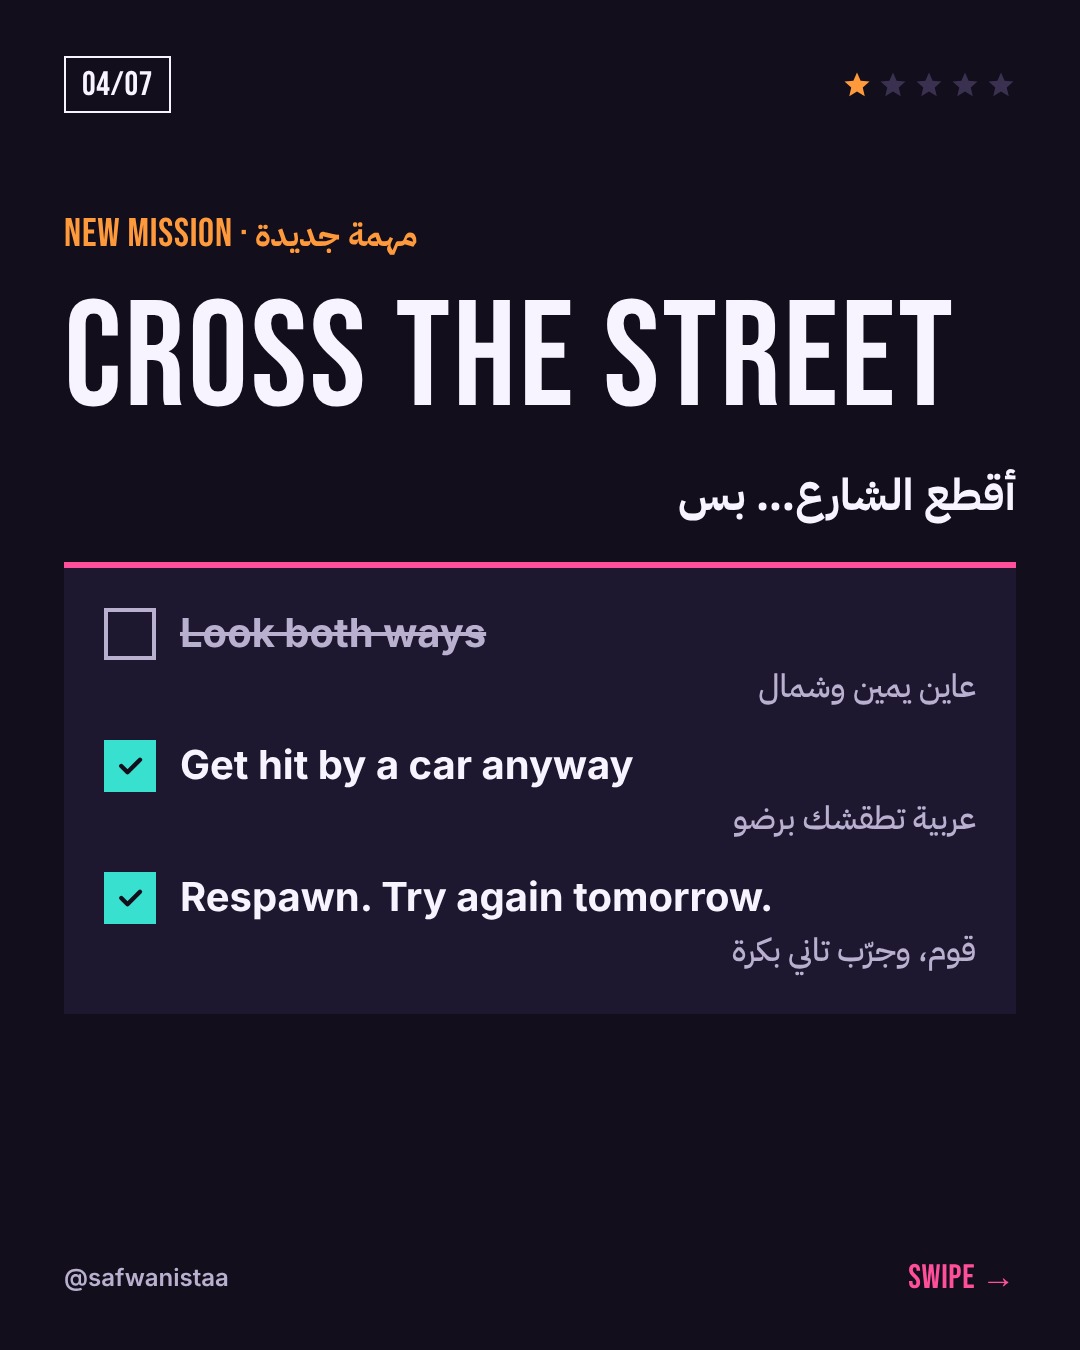 04/07
NEW MISSION · مهمة جديدة
CROSS THE STREET
أقطع الشارع... بس
Look both ways
عاين يمين وشمال
Get hit by a car anyway
عربية تطقشك برضو
Respawn. Try again tomorrow.
قوم، وجرّب تاني بكرة
@safwanistaa
SWIPE →